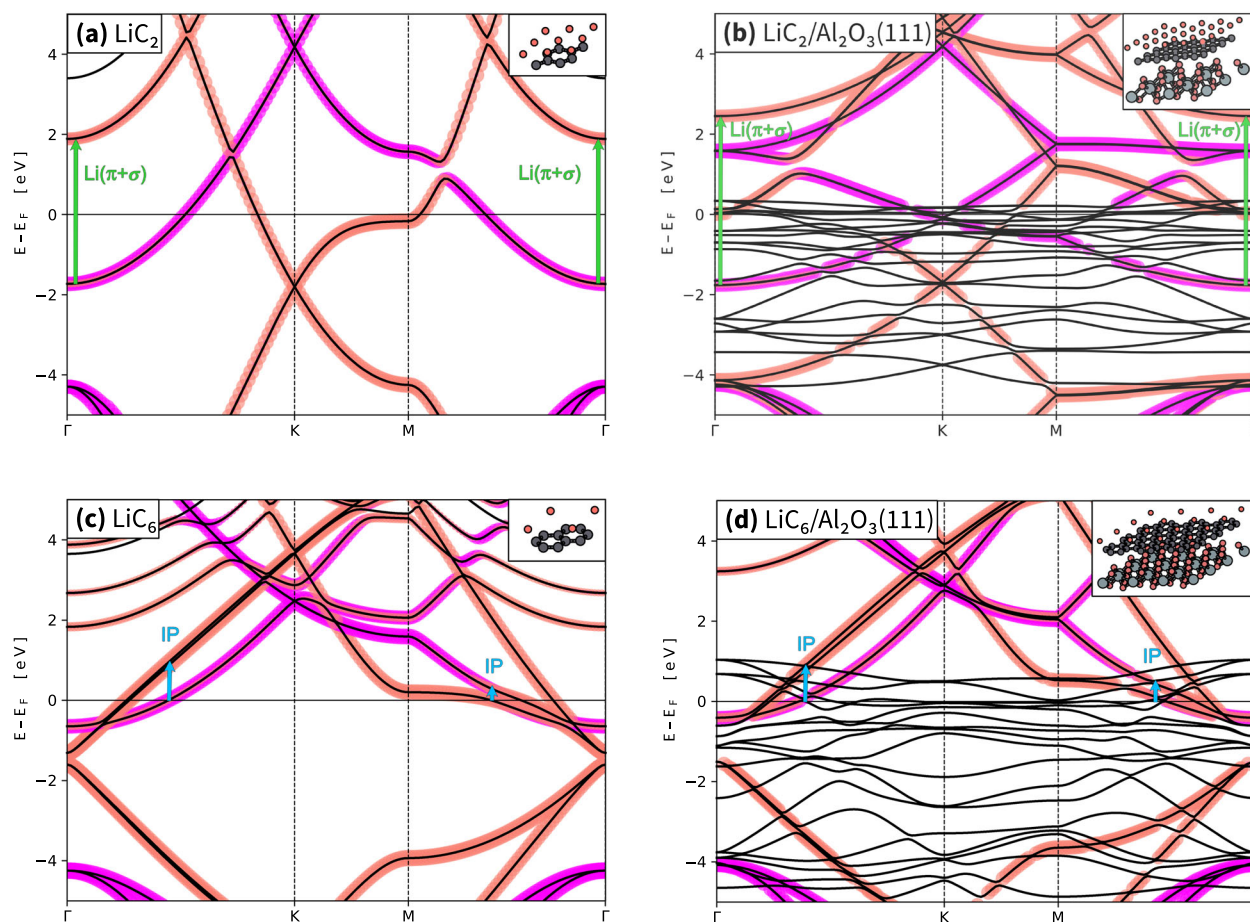 (a) LiC2
4
2
0
−2
−4
E − EF [eV]
Li(π+σ)
Li(π+σ)
Γ K M Γ
(b) LiC2/Al2O3(111)
4
2
0
−2
−4
E − EF [eV]
Li(π+σ)
Li(π+σ)
Γ K M
(c) LiC6
4
2
0
−2
−4
E − EF [eV]
IP
IP
Γ K M Γ
(d) LiC6/Al2O3(111)
4
2
0
−2
−4
E − EF [eV]
IP
IP
Γ K M